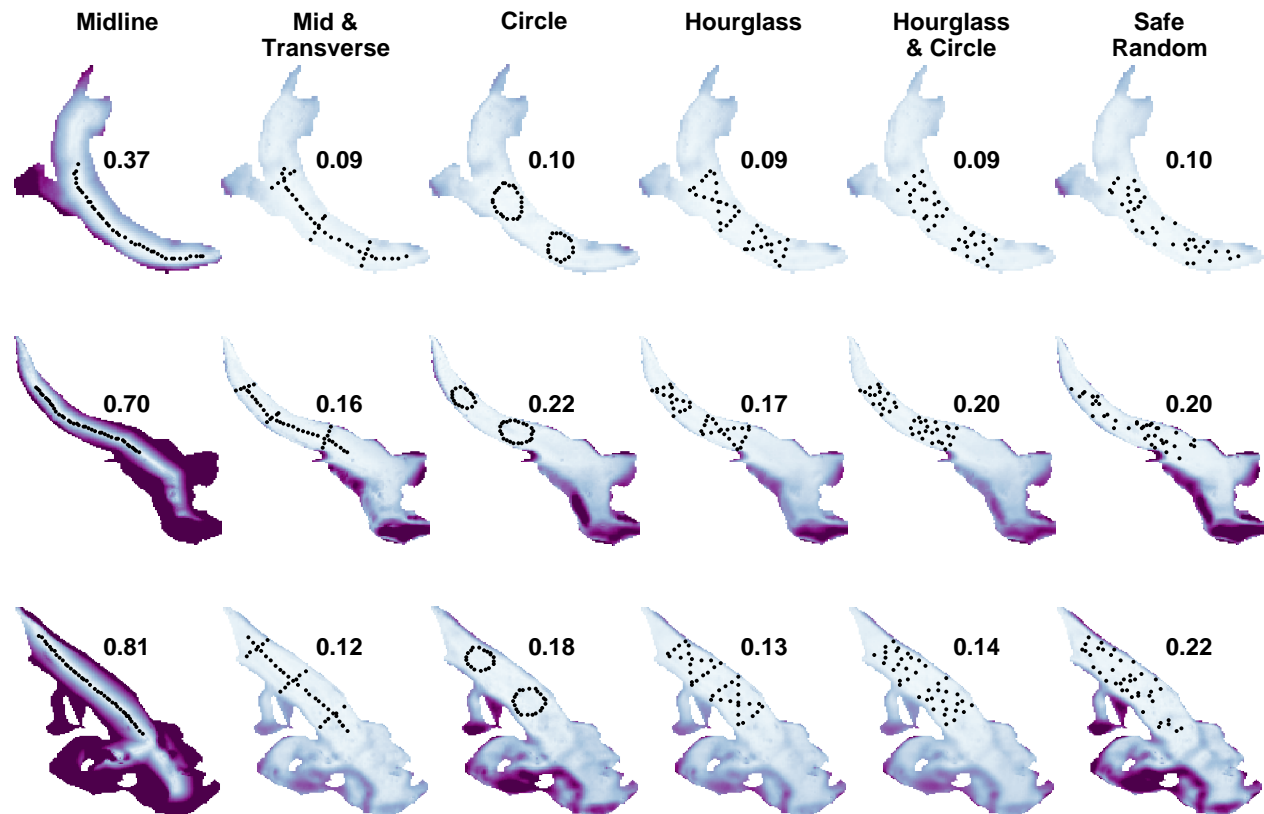 Midline
Mid &
Transverse
Circle
Hourglass
Hourglass
& Circle
Safe
Random
0.37
0.09
0.10
0.09
0.09
0.10
0.70
0.16
0.22
0.17
0.20
0.20
0.81
0.12
0.18
0.13
0.14
0.22